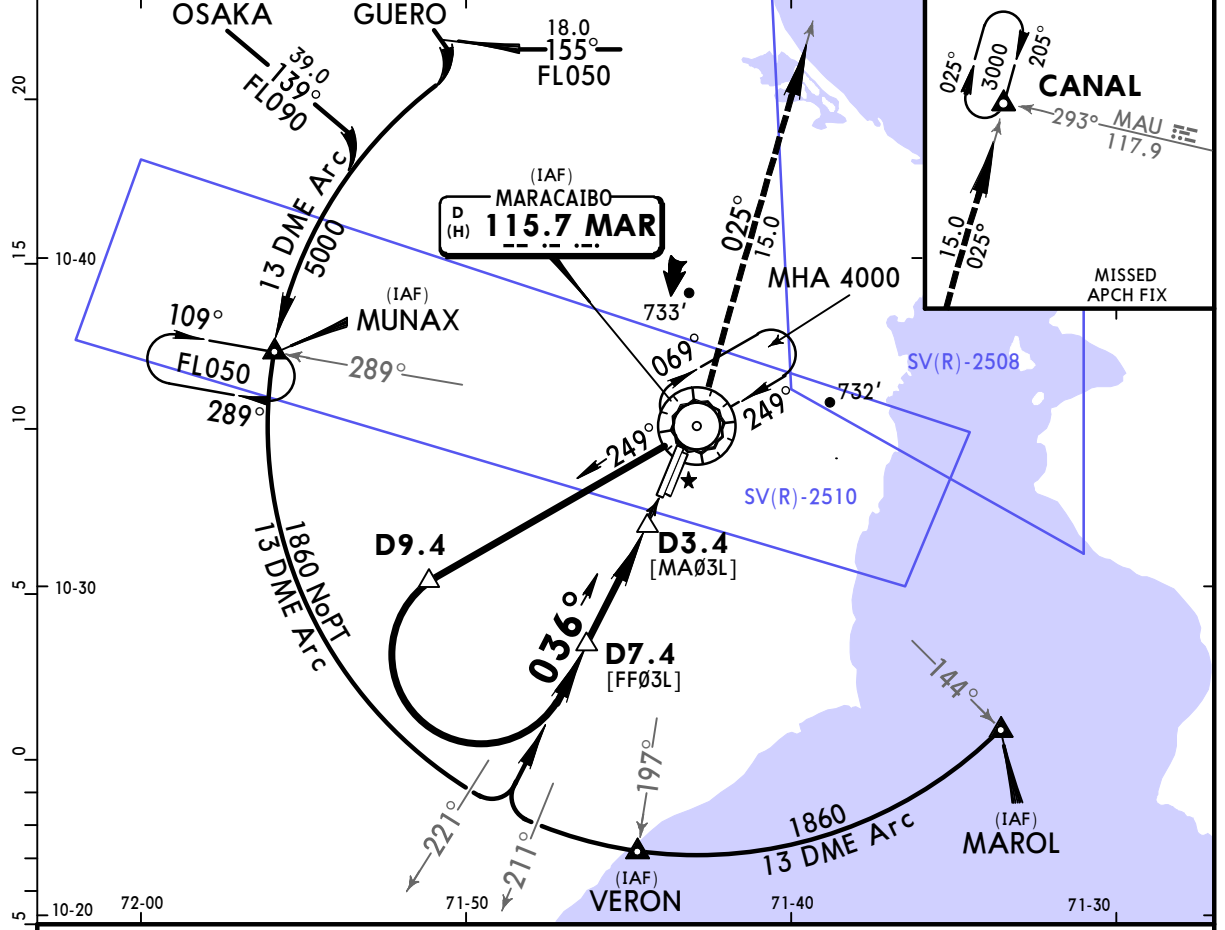 OSAKA
GUERO
39.0
139°
FL090
18.0
155°
FL050
20
13 DME Arc
5000
(IAF)
MARACAIBO
D
(H)
115.7 MAR
025°
15.0
025°
3000
205°
CANAL
293°
MAU
117.9
15.0
025°
MISSED
APCH FIX
15
10-40
733'
MHA 4000
(IAF)
MUNAX
109°
FL050
289°
289°
069°
249°
SV(R)-2508
732'
10
249°
SV(R)-2510
D9.4
D3.4
[MAØ3L]
5
10-30
1860 NoPT
13 DME Arc
036°
D7.4
[FFØ3L]
144°
0
197°
221°
211°
1860
13 DME Arc
(IAF)
MAROL
(IAF)
VERON
5
10-20
72-00
71-50
71-40
71-30